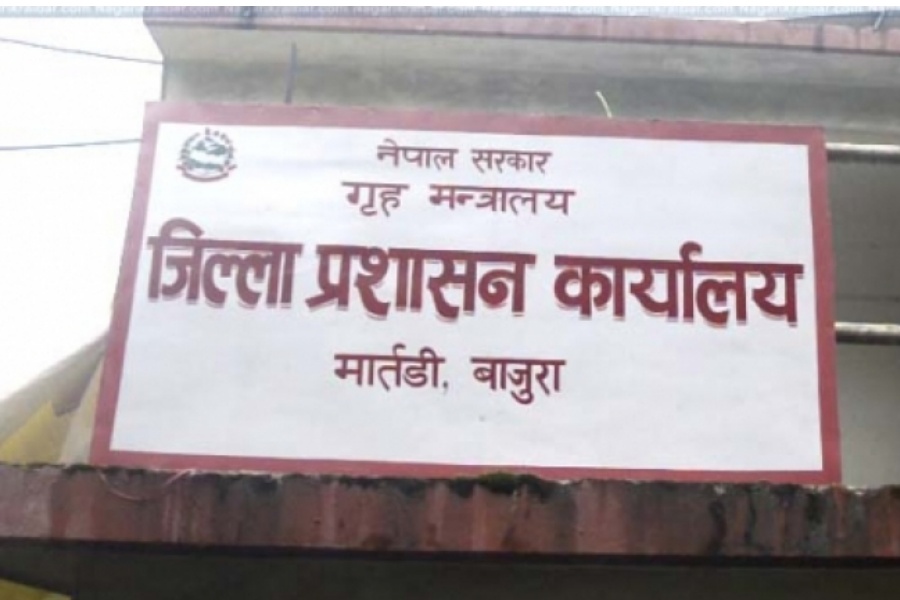 नेपाल सरकार
गृह मन्त्रालय
जिल्ला प्रशासन कार्यालय
मार्तडी, बाजुरा